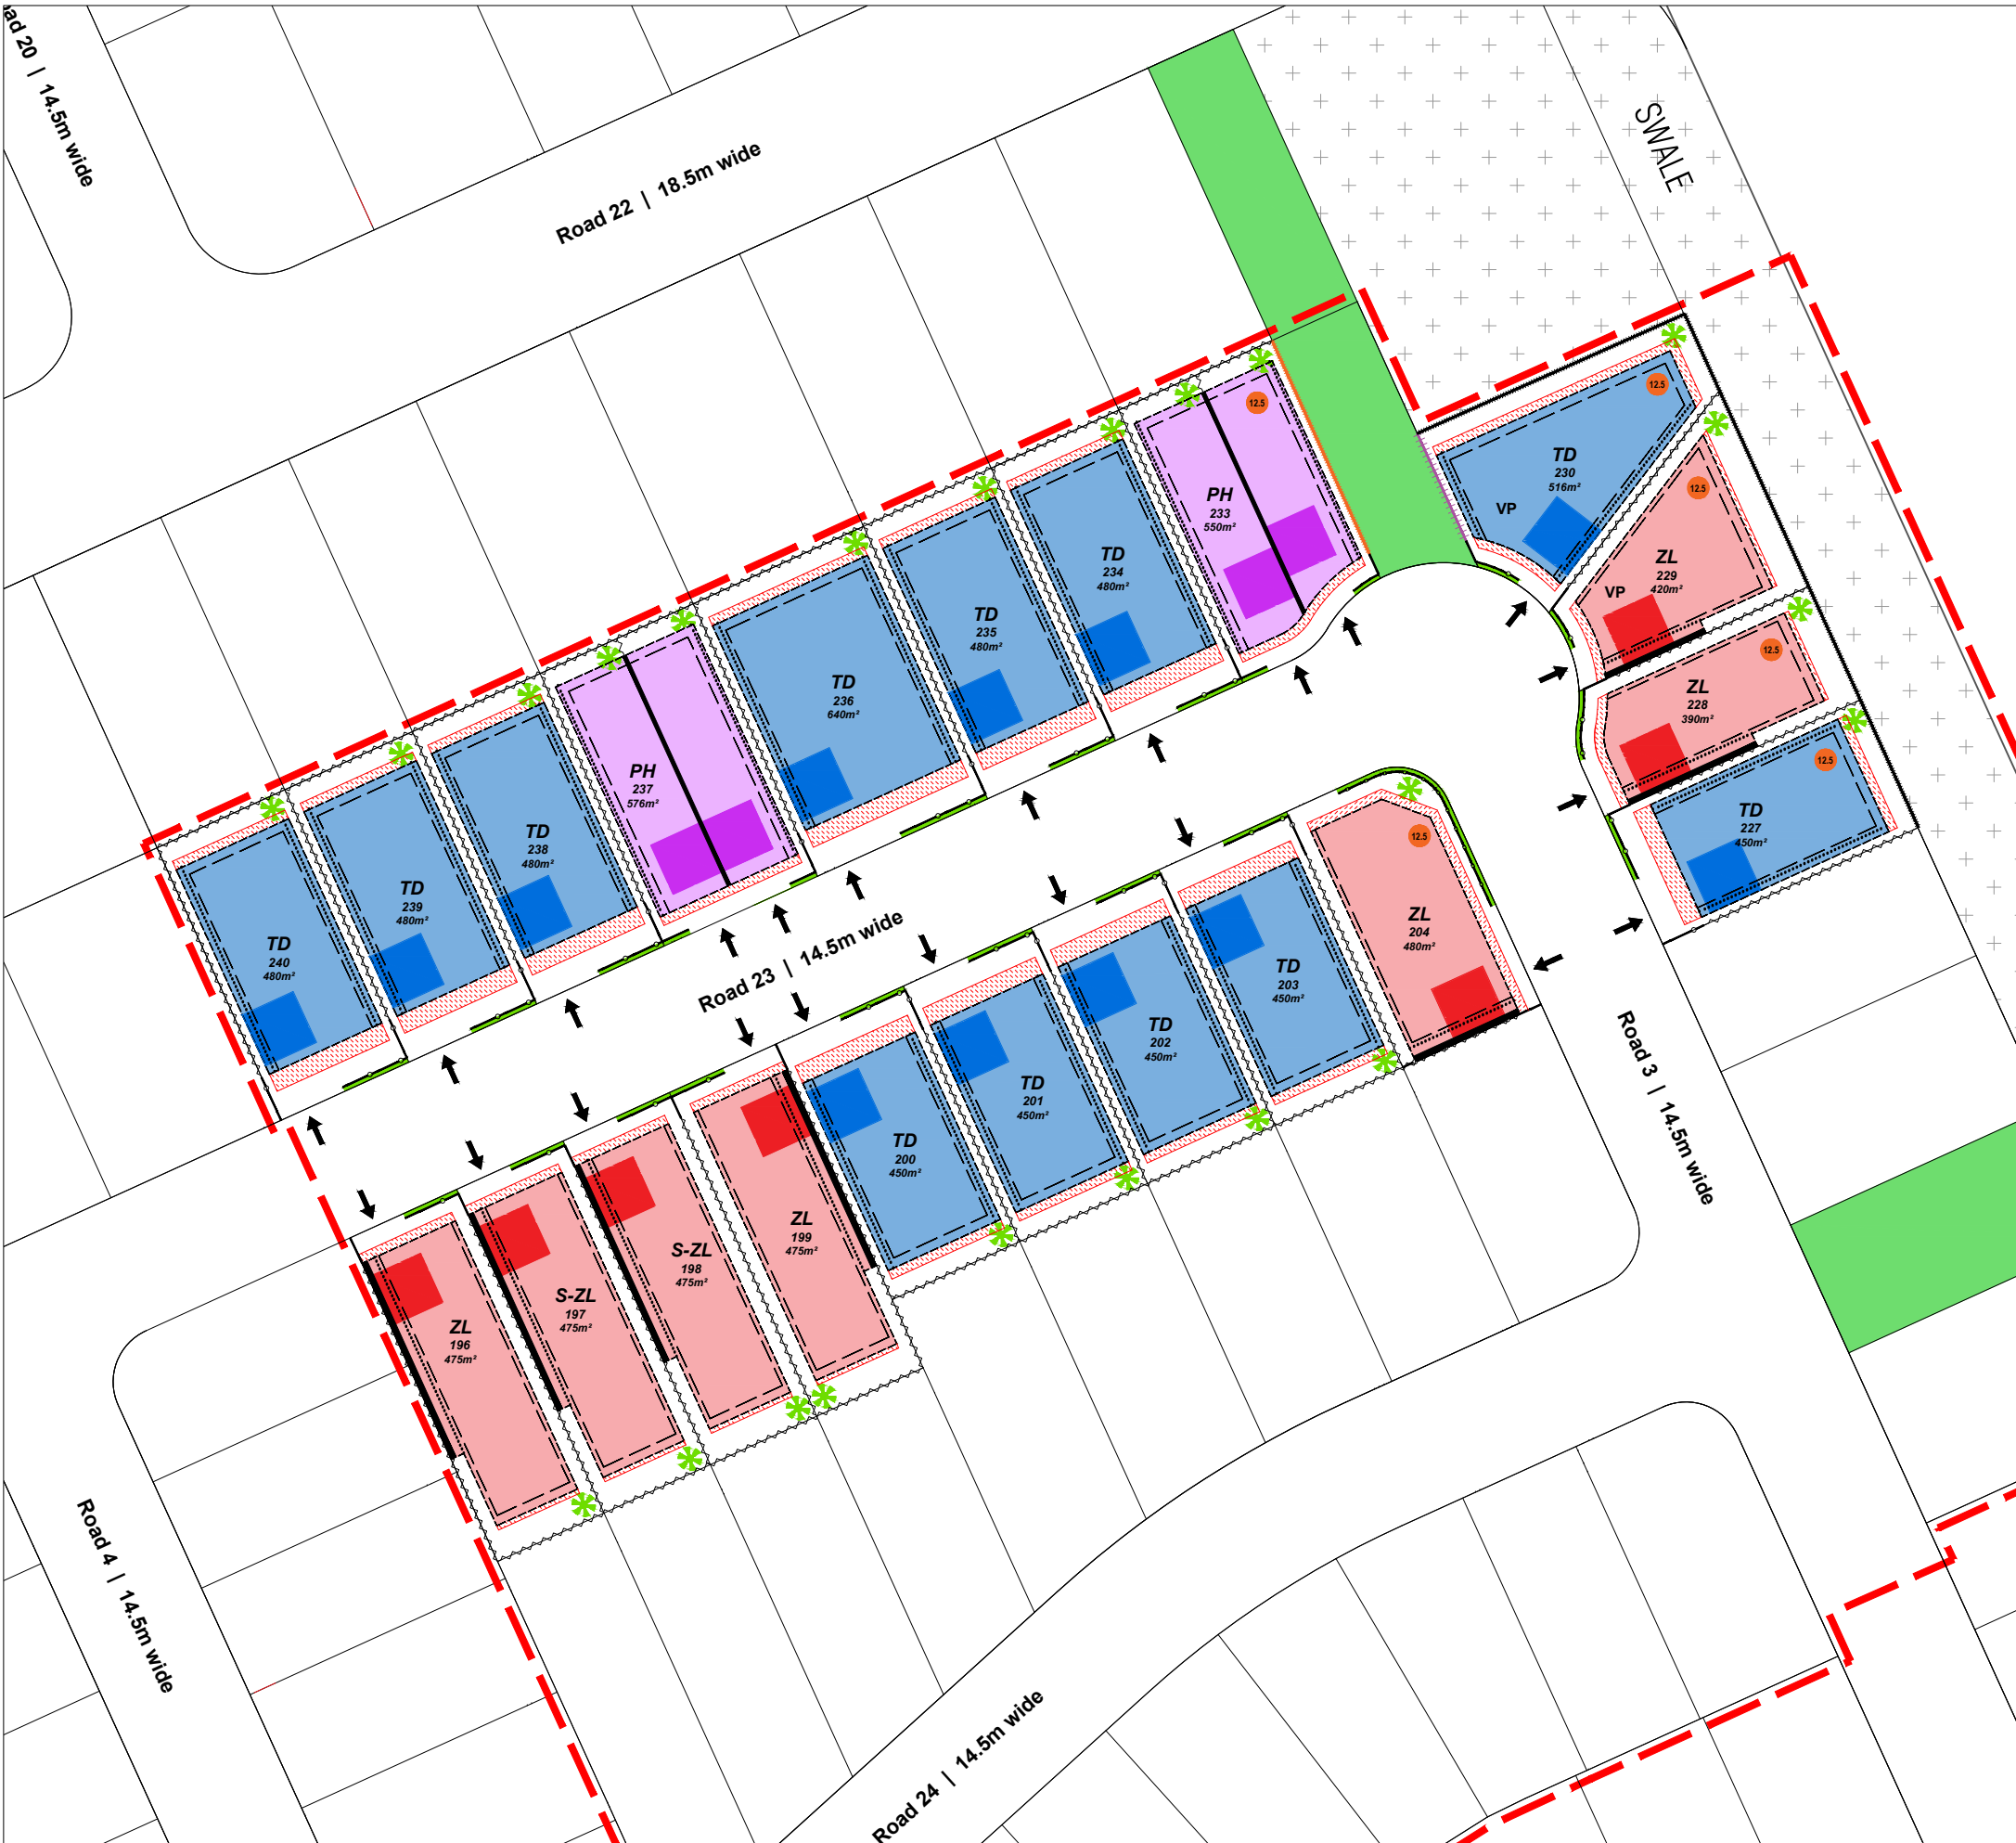 ad 20 | 14.5m wide
Road 22 | 18.5m wide
SWALE
12.5
TD
230
516m²
VP
12.5
ZL
229
420m²
VP
12.5
ZL
228
390m²
12.5
TD
227
450m²
12.5
PH
233
550m²
TD
234
480m²
TD
235
480m²
TD
236
640m²
PH
237
576m²
TD
238
480m²
TD
239
480m²
TD
240
480m²
Road 23 | 14.5m wide
12.5
ZL
204
480m²
TD
203
450m²
TD
202
450m²
TD
201
450m²
TD
200
450m²
ZL
199
475m²
S-ZL
198
475m²
S-ZL
197
475m²
ZL
196
475m²
Road 3 | 14.5m wide
Road 4 | 14.5m wide
Road 24 | 14.5m wide